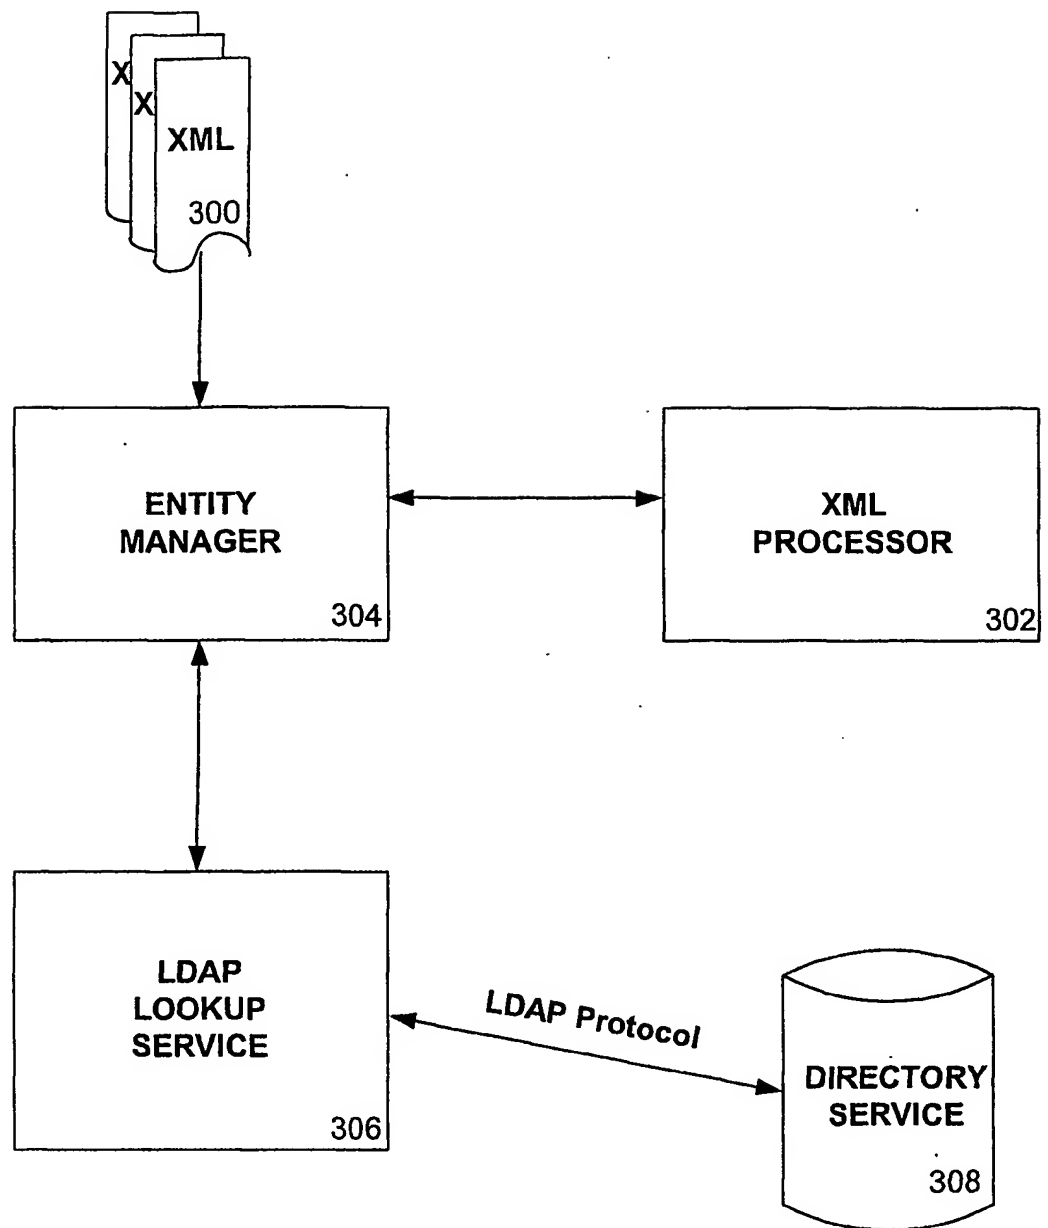 X
X
XML
300
ENTITY
MANAGER
304
XML
PROCESSOR
302
LDAP
LOOKUP
SERVICE
306
LDAP Protocol
DIRECTORY
SERVICE
308